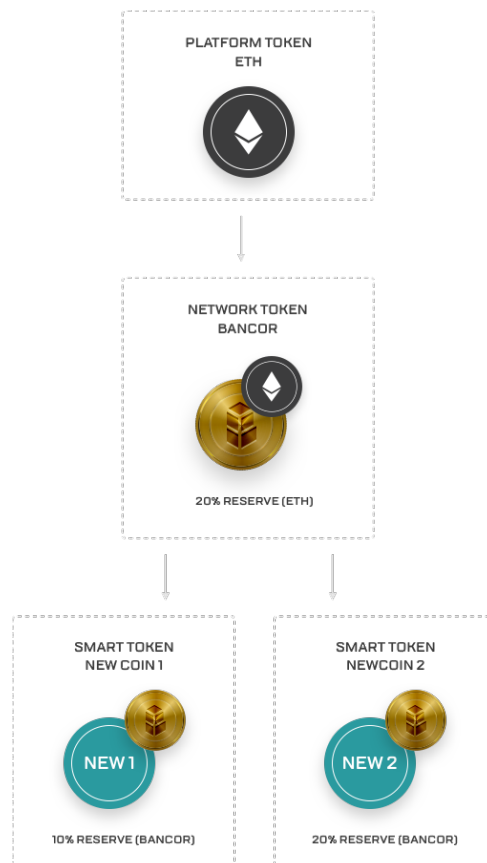 PLATFORM TOKEN
ETH
NETWORK TOKEN
BANCOR
20% RESERVE (ETH)
SMART TOKEN
NEW COIN 1
NEW 1
10% RESERVE (BANCOR)
SMART TOKEN
NEWCOIN 2
NEW 2
20% RESERVE (BANCOR)